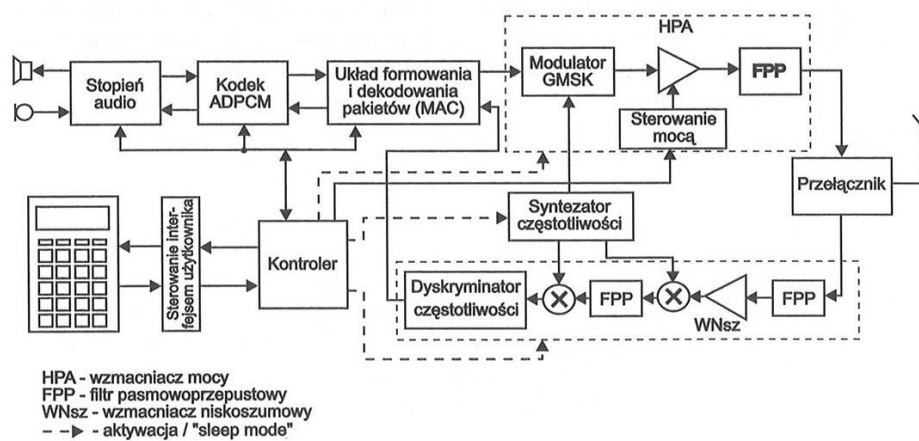 HPA
Stopień
audio
Kodek
ADPCM
Układ formowania
i dekodowania
pakietów (MAC)
Modulator
GMSK
FPP
Sterowanie
mocą
Przełącznik
Sterowanie inter-
fejsem użytkownika
Kontroler
Syntezator
częstotliwości
Dyskryminator
częstotliwości
FPP
WNsz
FPP
HPA - wzmacniacz mocy
FPP - filtr pasmowoprzepustowy
WNsz - wzmacniacz niskoszumowy
- aktywacja / "sleep mode"